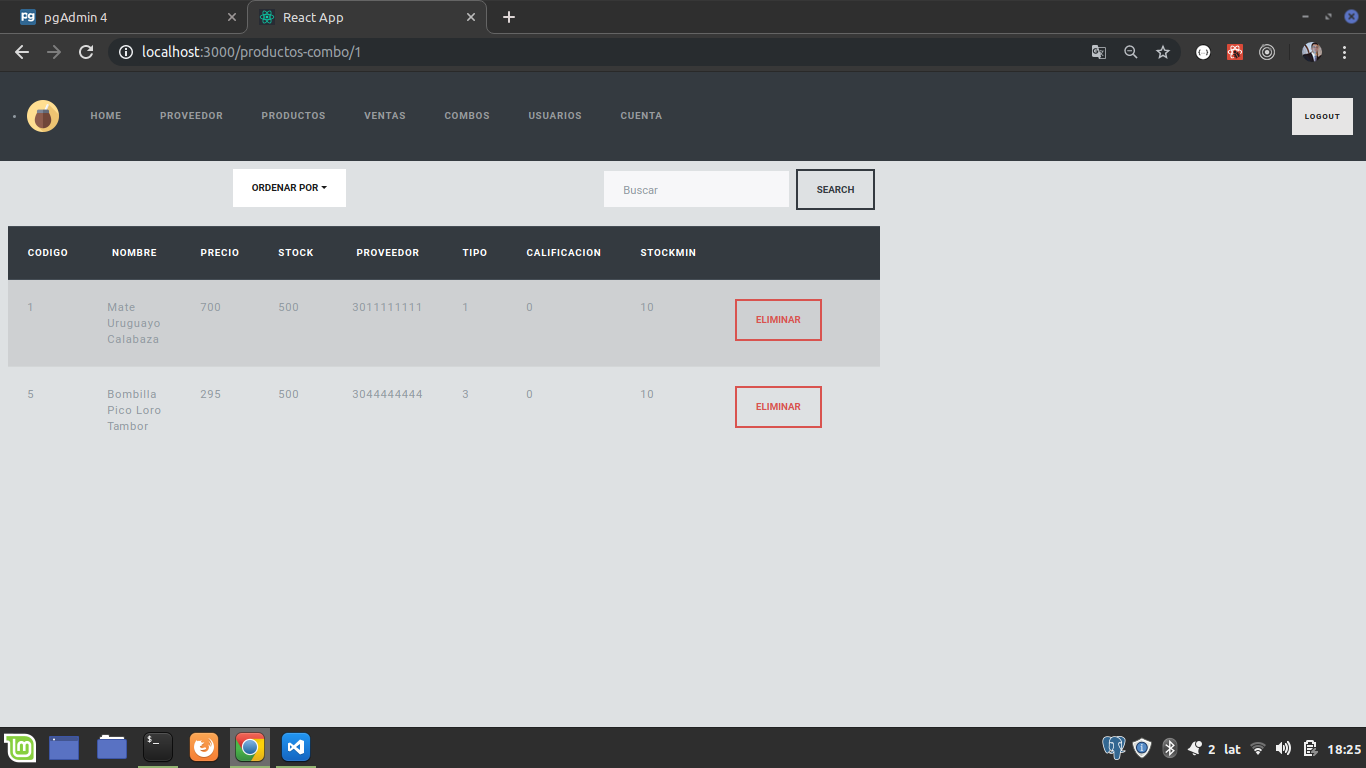 pgAdmin 4
React App
localhost:3000/productos-combo/1
HOME PROVEEDOR PRODUCTOS VENTAS COMBOS USUARIOS CUENTA
LOGOUT
ORDENAR POR
Buscar
SEARCH
CODIGO NOMBRE PRECIO STOCK PROVEEDOR TIPO CALIFICACION STOCKMIN
1 Mate 700 500 3011111111 1 0 10
Uruguayo
Calabaza
ELIMINAR
5 Bombilla 295 500 3044444444 3 0 10
Pico Loro
Tambor
ELIMINAR
2 lat 18:25